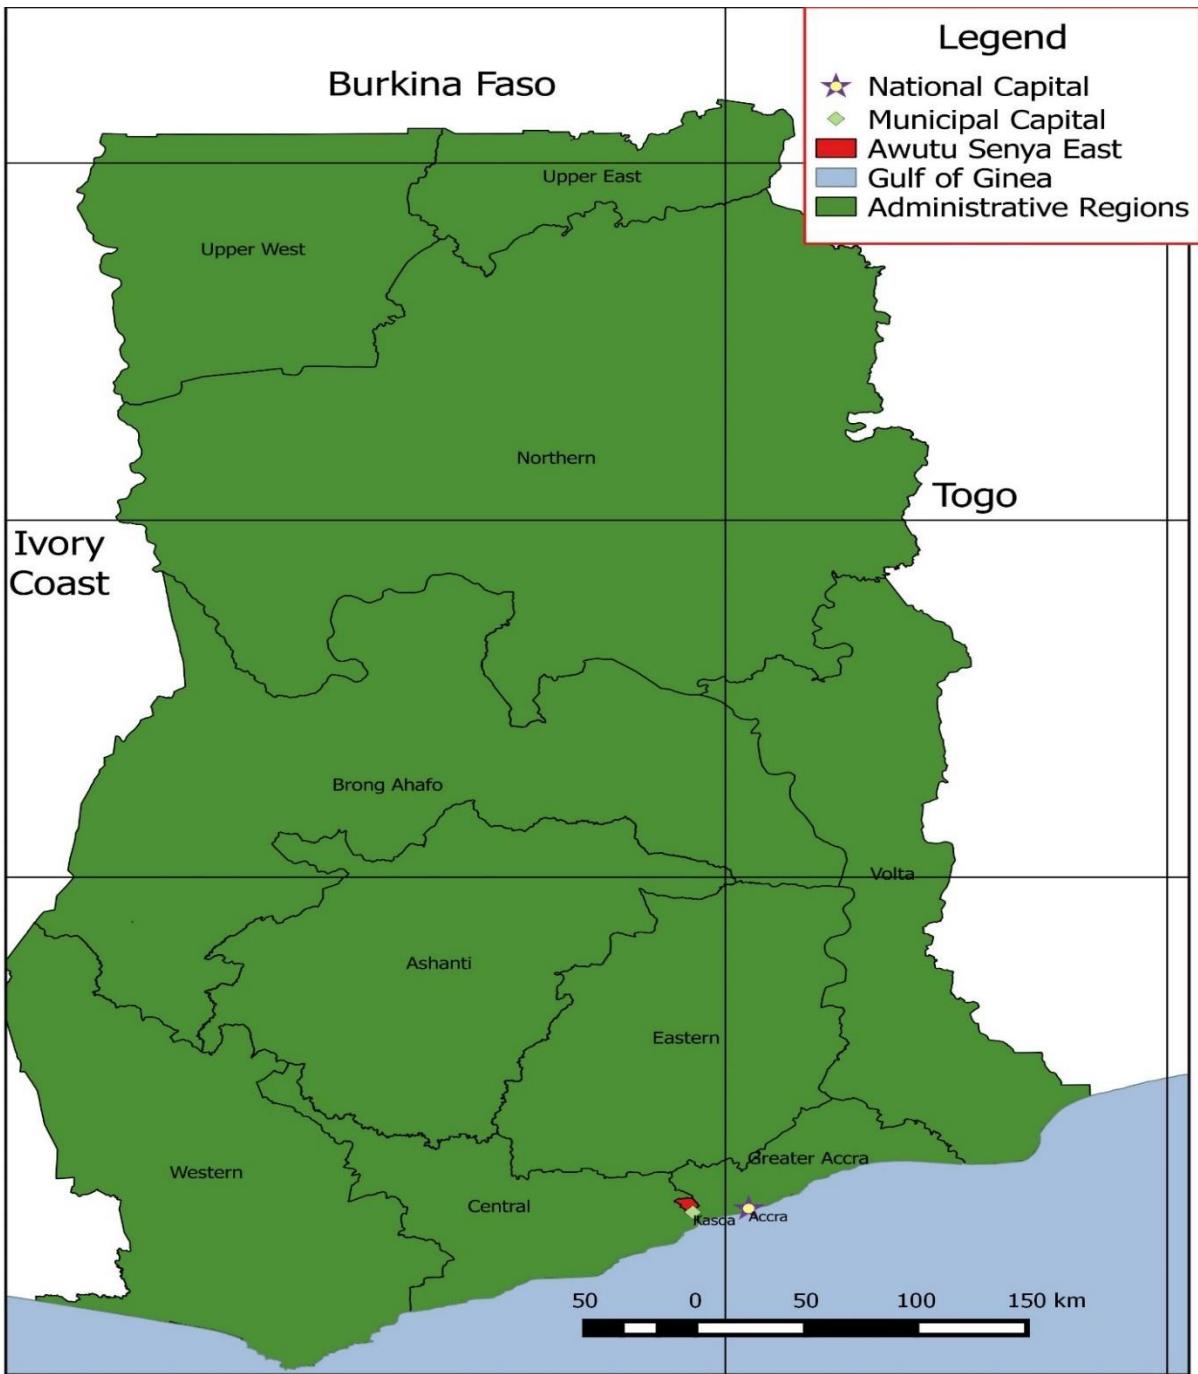 Legend
National Capital
Municipal Capital
Awutu Senya East
Gulf of Ginea
Administrative Regions
Burkina Faso
Upper East
Upper West
Northern
Togo
Ivory
Coast
Brong Ahafo
Volta
Ashanti
Eastern
Western
Greater Accra
Central
Kasoa
Accra
50 0 50 100 150 km